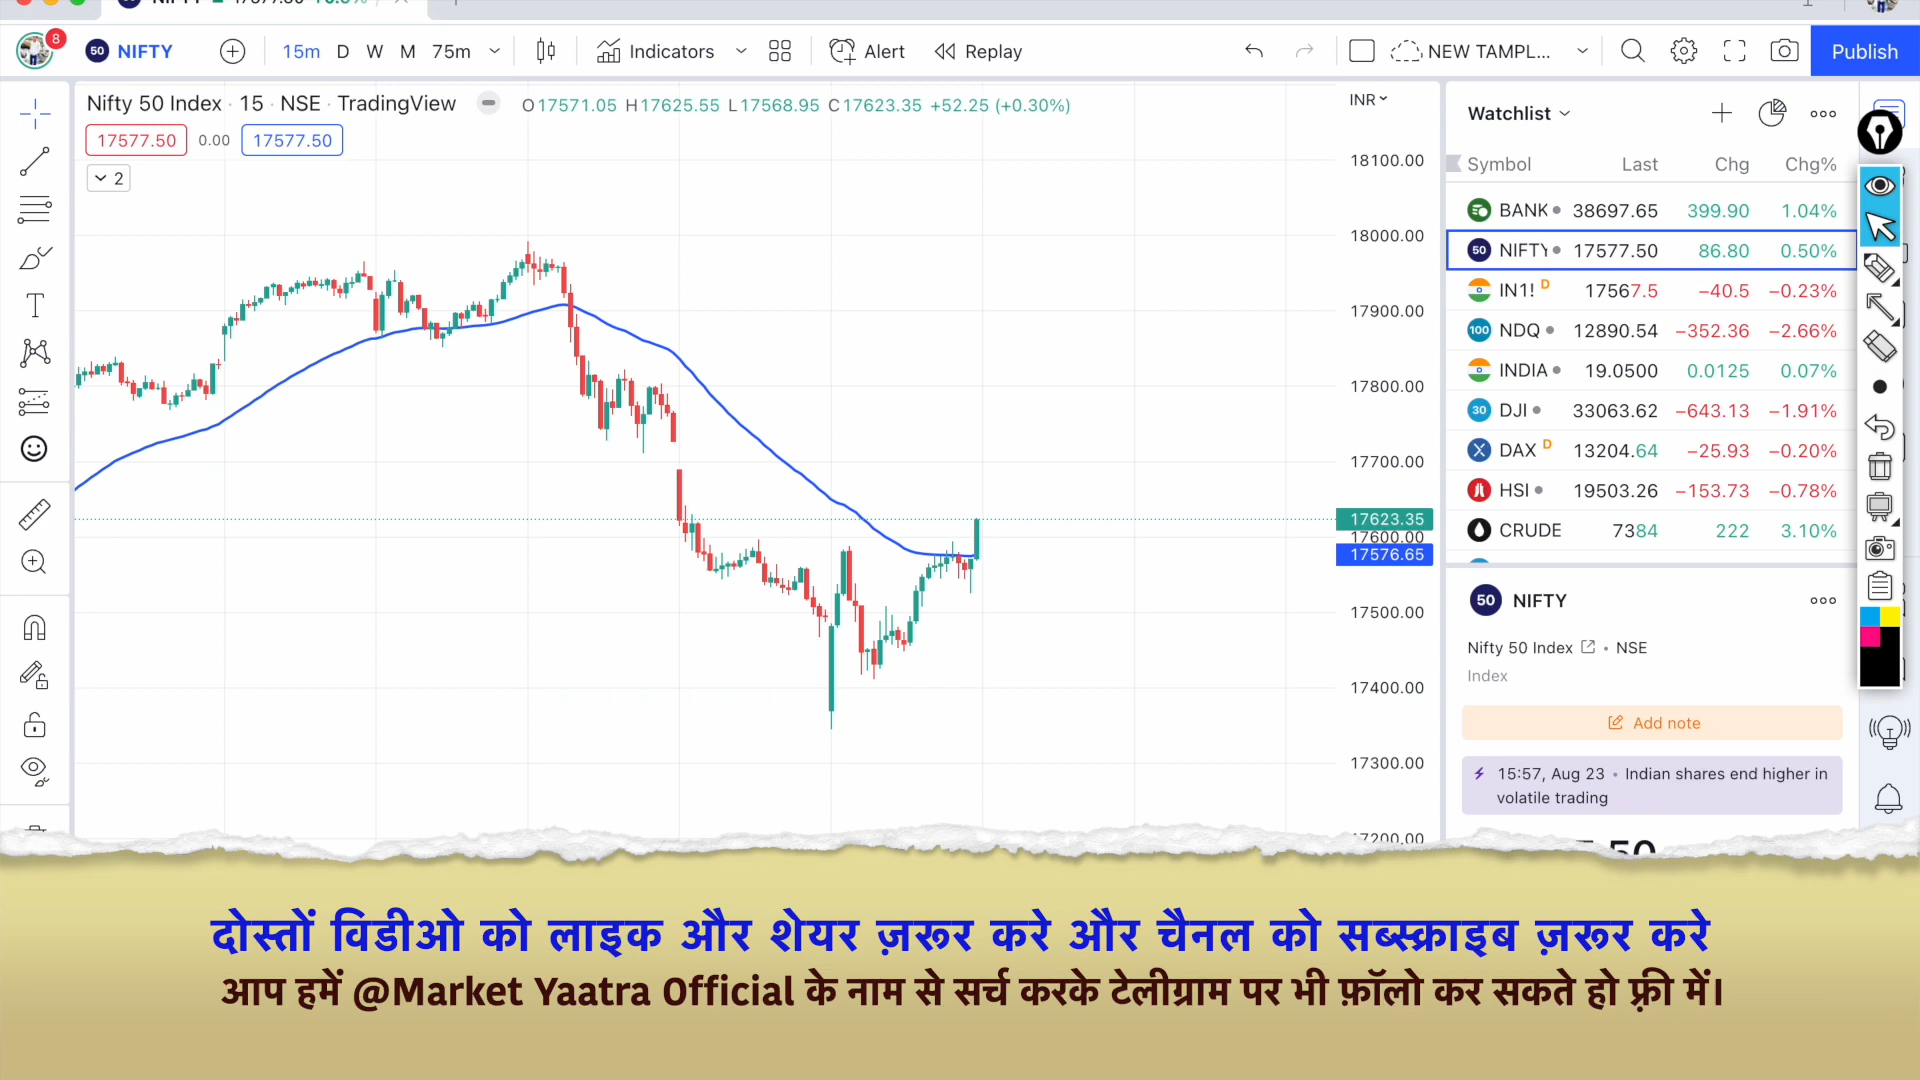 8
50 NIFTY
15m D W M 75m
Indicators
Alert
Replay
NEW TAMPL...
Publish
Nifty 50 Index · 15 · NSE · TradingView
O17571.05 H17625.55 L17568.95 C17623.35 +52.25 (+0.30%)
17577.50 0.00 17577.50
2
INR
18100.00
18000.00
17900.00
17800.00
17700.00
17623.35
17600.00
17576.65
17500.00
17400.00
17300.00
17200.00
Watchlist
Symbol Last Chg Chg%
BANK 38697.65 399.90 1.04%
50 NIFTY 17577.50 86.80 0.50%
IN1! D 17567.5 −40.5 −0.23%
100 NDQ 12890.54 −352.36 −2.66%
INDIA 19.0500 0.0125 0.07%
30 DJI 33063.62 −643.13 −1.91%
DAX D 13204.64 −25.93 −0.20%
HSI 19503.26 −153.73 −0.78%
CRUDE 7384 222 3.10%
50 NIFTY
Nifty 50 Index • NSE
Index
Add note
15:57, Aug 23 • Indian shares end higher in
volatile trading
दोस्तों विडीओ को लाइक और शेयर ज़रूर करे और चैनल को सब्स्क्राइब ज़रूर करे
आप हमें @Market Yaatra Official के नाम से सर्च करके टेलीग्राम पर भी फ़ॉलो कर सकते हो फ़्री में।